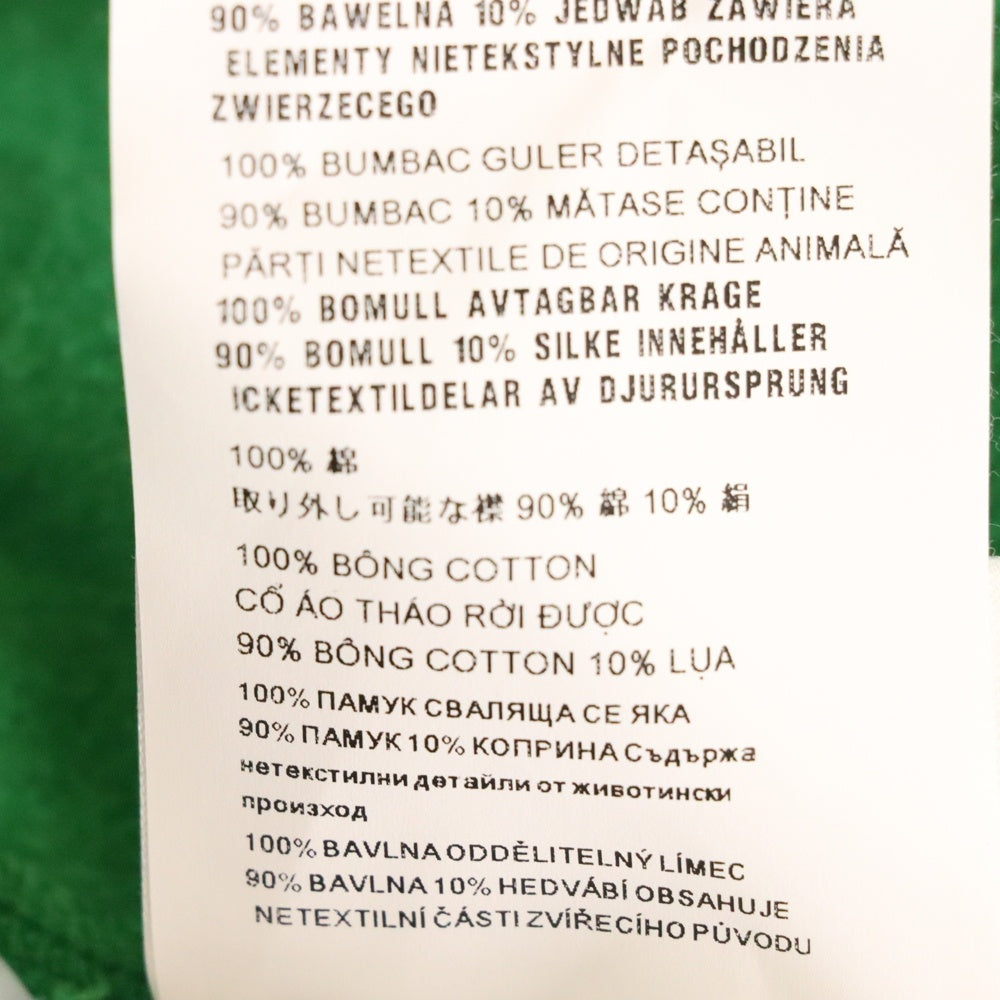 90% BAWELNA 10% JEDWAB ZAWIERA
ELEMENTY NIETEKSTYLNE POCHODZENIA
ZWIERZECEGO
100% BUMBAC GULER DETAȘABIL
90% BUMBAC 10% MĂTASE CONȚINE
PĂRȚI NETEXTILE DE ORIGINE ANIMALĂ
100% BOMULL AVTAGBAR KRAGE
90% BOMULL 10% SILKE INNEHÅLLER
ICKETEXTILDELAR AV DJURURSPRUNG
100% 綿
取り外し可能な襟 90% 綿 10% 絹
100% BÔNG COTTON
CỔ ÁO THÁO RỜI ĐƯỢC
90% BÔNG COTTON 10% LỤA
100% ПАМУК СВАЛЯЩА СЕ ЯКА
90% ПАМУК 10% КОПРИНА Съдържа
нетекстилни детайли от животински
произход
100% BAVLNA ODDĚLITELNÝ LÍMEC
90% BAVLNA 10% HEDVÁBÍ OBSAHUJE
NETEXTILNÍ ČÁSTI ZVÍŘECÍHO PŮVODU